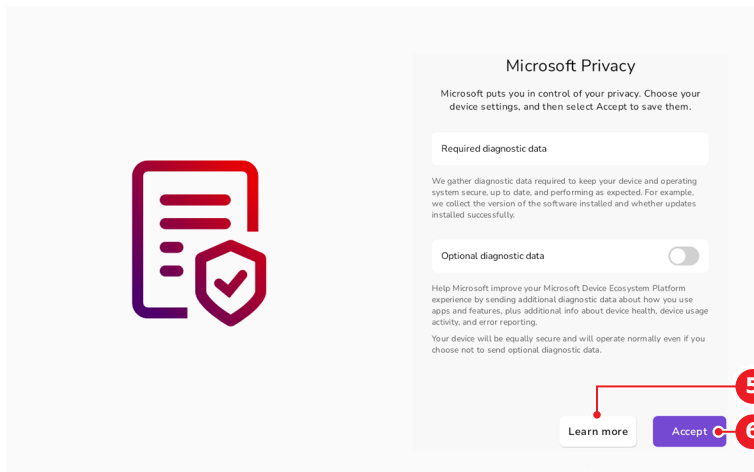 Microsoft Privacy
Microsoft puts you in control of your privacy. Choose your
device settings, and then select Accept to save them.
Required diagnostic data
We gather diagnostic data required to keep your device and operating
system secure, up to date, and performing as expected. For example,
we collect the version of the software installed and whether updates
installed successfully.
Optional diagnostic data
Help Microsoft improve your Microsoft Device Ecosystem Platform
experience by sending additional diagnostic data about how you use
apps and features, plus additional info about device health, device usage
activity, and error reporting.
Your device will be equally secure and will operate normally even if you
choose not to send optional diagnostic data.
5
Learn more
Accept
6